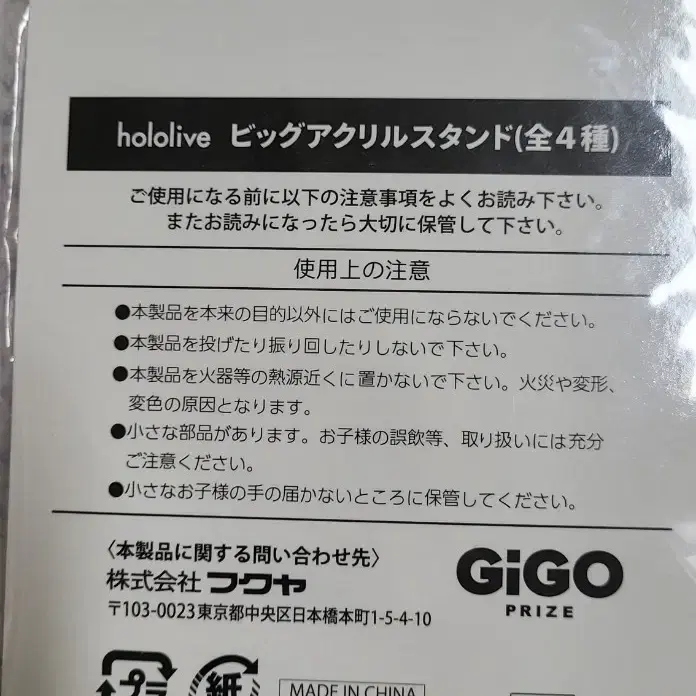 hololive ビッグアクリルスタンド(全4種)
ご使用になる前に以下の注意事項をよくお読み下さい。
またお読みになったら大切に保管して下さい。
使用上の注意
●本製品を本来の目的以外にはご使用にならないでください。
●本製品を投げたり振り回したりしないで下さい。
●本製品を火器等の熱源近くに置かないで下さい。火災や変形、
変色の原因となります。
●小さな部品があります。お子様の誤飲等、取り扱いには充分
ご注意ください。
●小さなお子様の手の届かないところに保管してください。
〈本製品に関する問い合わせ先〉
株式会社フクヤ
〒103-0023東京都中央区日本橋本町1-5-4-10
GiGO
PRIZE
プラ
紙
MADE IN CHINA